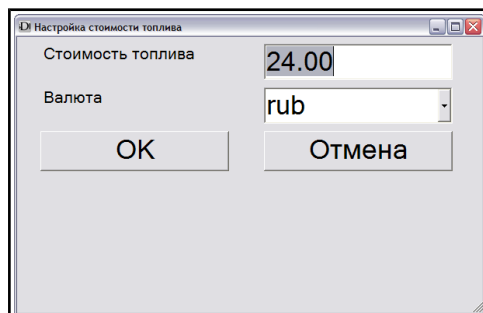 Настройка стоимости топлива
Стоимость топлива
24.00
Валюта
rub
OK
Отмена